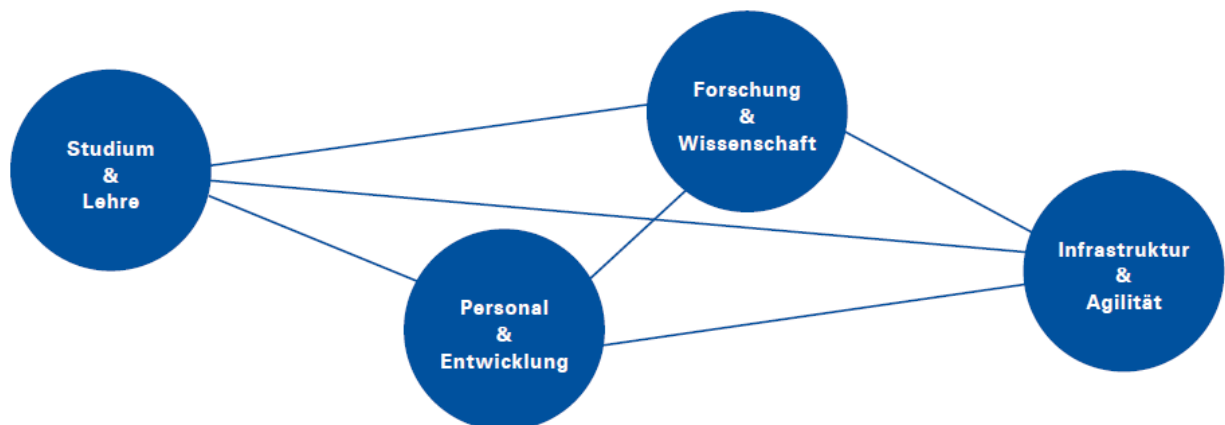 Studium
&
Lehre
Forschung
&
Wissenschaft
Personal
&
Entwicklung
Infrastruktur
&
Agilität